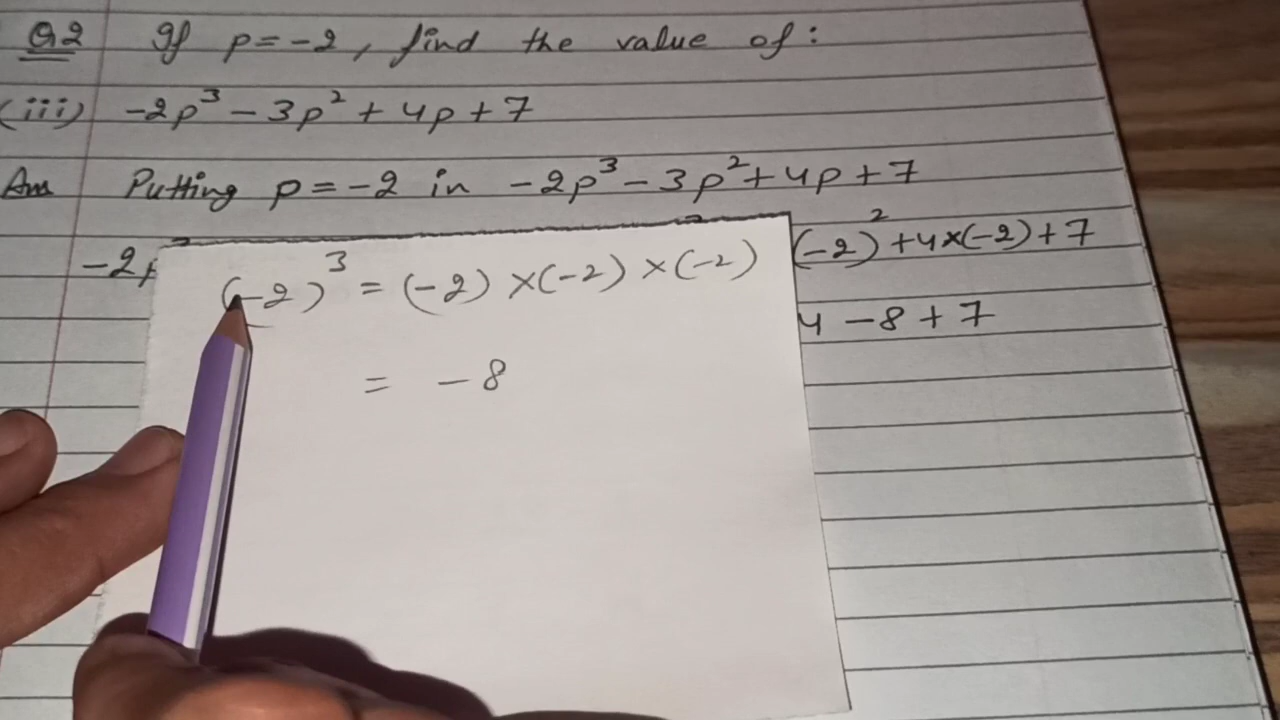 Q2 If p = -2, find the value of :
(iii) -2p³ - 3p² + 4p + 7
Ans Putting p = -2 in -2p³ - 3p² + 4p + 7
-2p (-2)² + 4×(-2) + 7
4 - 8 + 7
(-2)³ = (-2) × (-2) × (-2)
= - 8